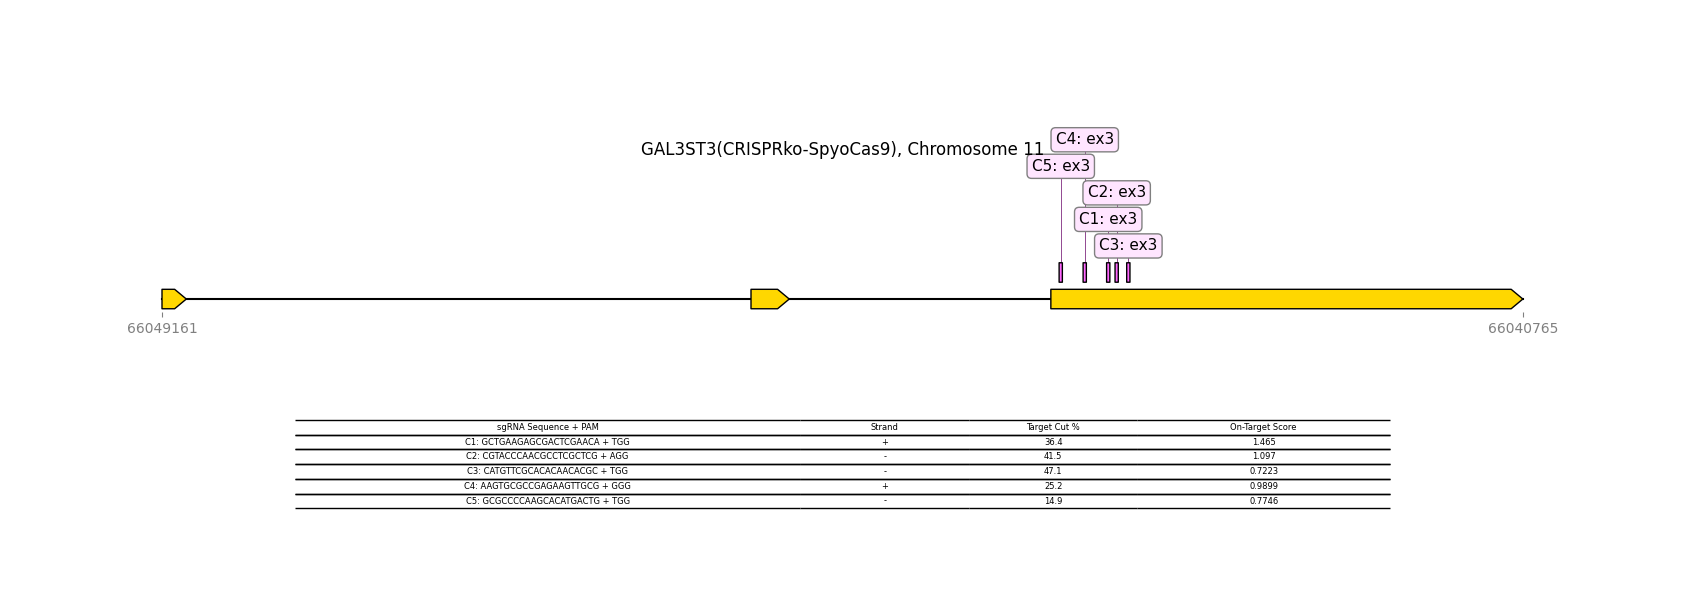 C4: ex3
GAL3ST3(CRISPRko-SpyoCas9), Chromosome 11
C5: ex3
C2: ex3
C1: ex3
C3: ex3
66049161 66040765
sgRNA Sequence + PAM Strand Target Cut % On-Target Score
C1: GCTGAAGAGCGACTCGAACA + TGG + 36.4 1.465
C2: CGTACCCAACGCCTCGCTCG + AGG - 41.5 1.097
C3: CATGTTCGCACACAACACGC + TGG - 47.1 0.7223
C4: AAGTGCGCCGAGAAGTTGCG + GGG + 25.2 0.9899
C5: GCGCCCCAAGCACATGACTG + TGG - 14.9 0.7746